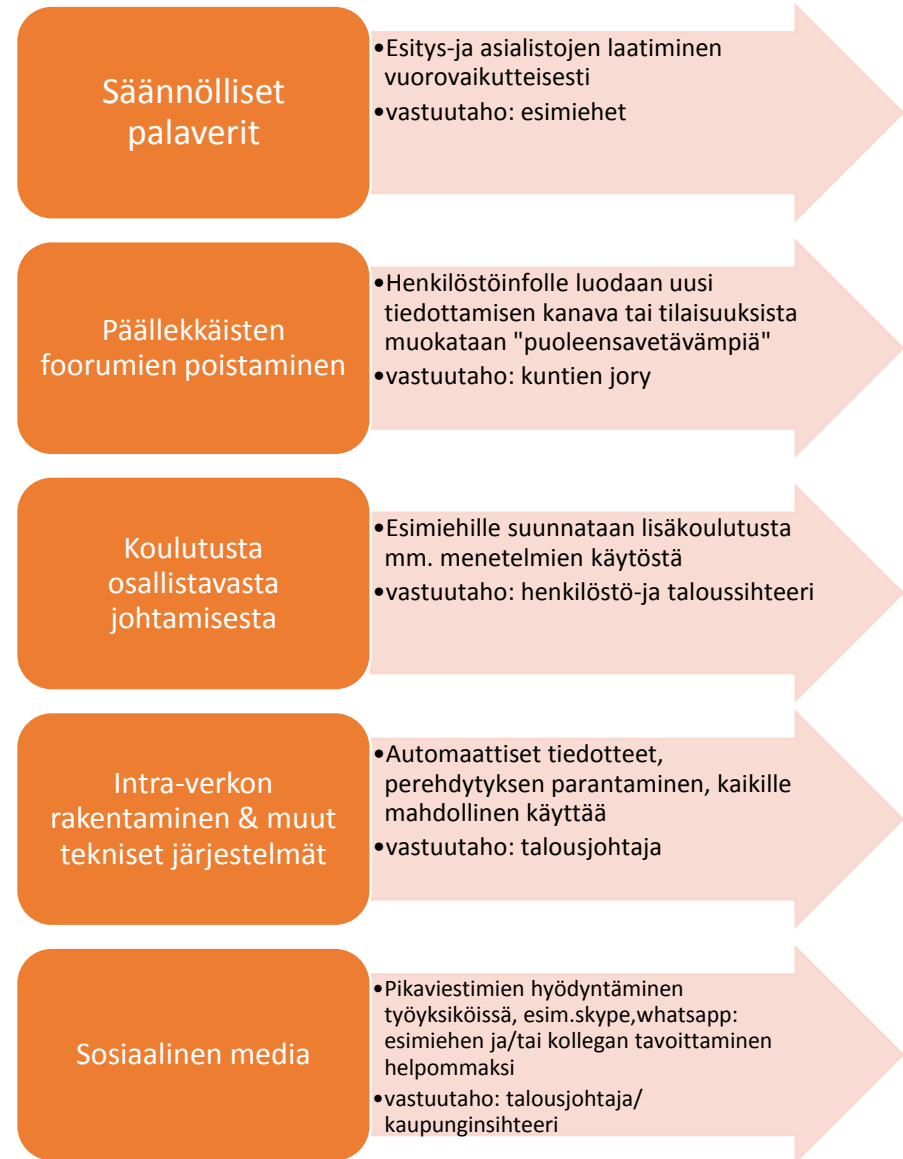 Säännölliset
palaverit
•Esitys-ja asialistojen laatiminen
vuorovaikutteisesti
•vastuutaho: esimiehet
Päällekkäisten
foorumien poistaminen
•Henkilöstöinfolle luodaan uusi
tiedottamisen kanava tai tilaisuuksista
muokataan "puoleensavetävämpiä"
•vastuutaho: kuntien jory
Koulutusta
osallistavasta
johtamisesta
•Esimiehille suunnataan lisäkoulutusta
mm. menetelmien käytöstä
•vastuutaho: henkilöstö-ja taloussihteeri
Intra-verkon
rakentaminen & muut
tekniset järjestelmät
•Automaattiset tiedotteet,
perehdytyksen parantaminen, kaikille
mahdollinen käyttää
•vastuutaho: talousjohtaja
Sosiaalinen media
•Pikaviestimien hyödyntäminen
työyksiköissä, esim.skype,whatsapp:
esimiehen ja/tai kollegan tavoittaminen
helpommaksi
•vastuutaho: talousjohtaja/
kaupunginsihteeri